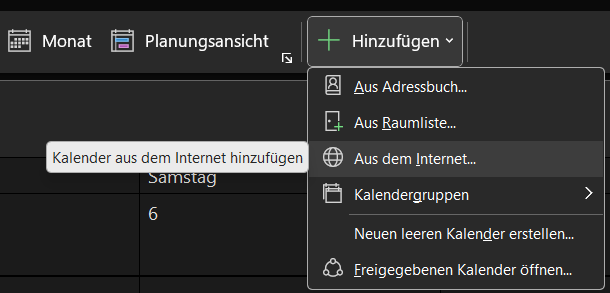 Monat
Planungsansicht
Hinzufügen
Aus Adressbuch...
Aus Raumliste...
Aus dem Internet...
Kalender aus dem Internet hinzufügen
Samstag
Kalendergruppen
6
Neuen leeren Kalender erstellen...
Freigegebenen Kalender öffnen...